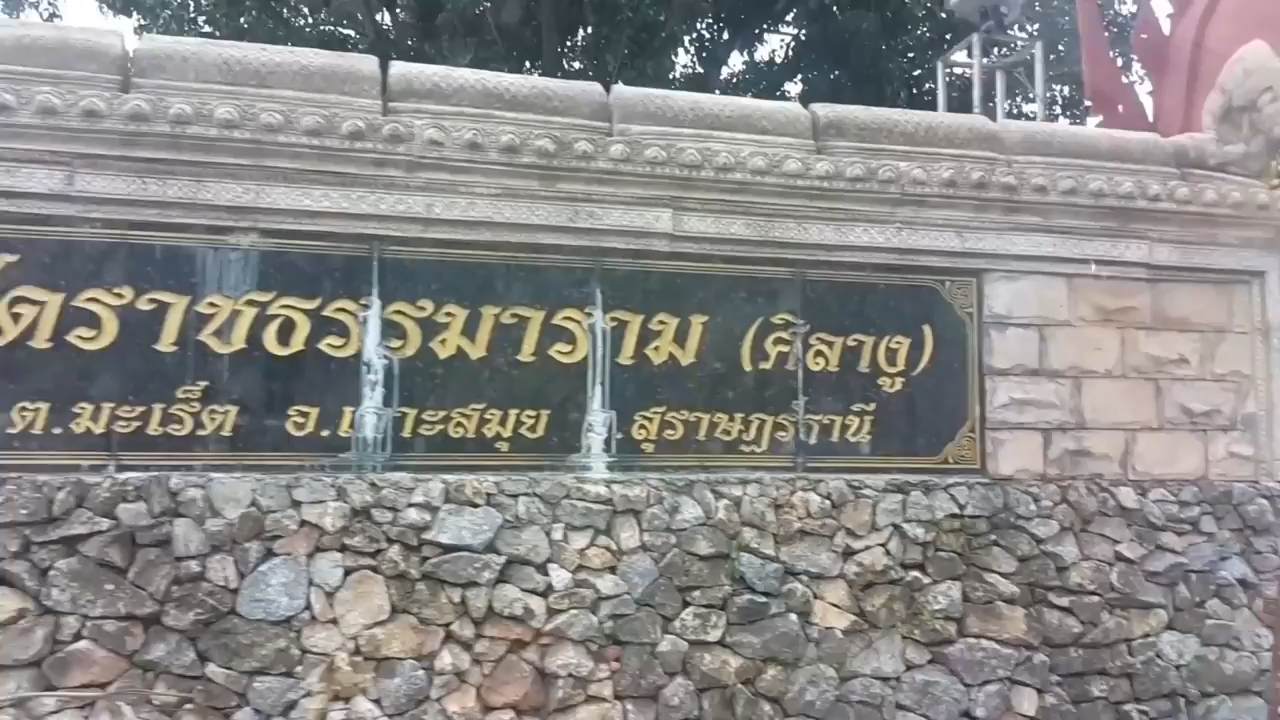 ดราชธรรมาราม (ศิลางู)
ต.มะเร็ต อ.เกาะสมุย จ.สุราษฎรธานี